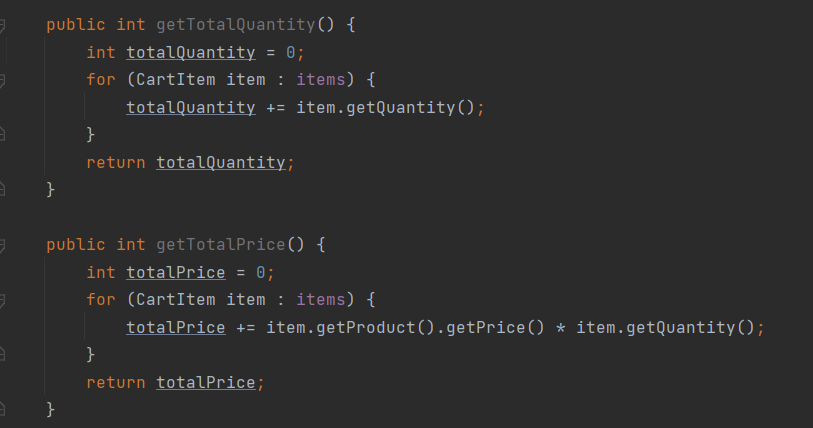 public int getTotalQuantity() {
int totalQuantity = 0;
for (CartItem item : items) {
totalQuantity += item.getQuantity();
}
return totalQuantity;
}
public int getTotalPrice() {
int totalPrice = 0;
for (CartItem item : items) {
totalPrice += item.getProduct().getPrice() * item.getQuantity();
}
return totalPrice;
}